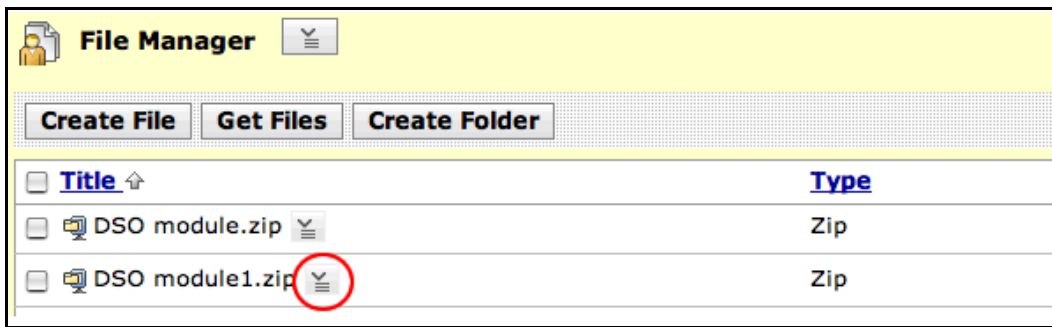 File Manager
Create File Get Files Create Folder
Title Type
DSO module.zip Zip
DSO module1.zip Zip